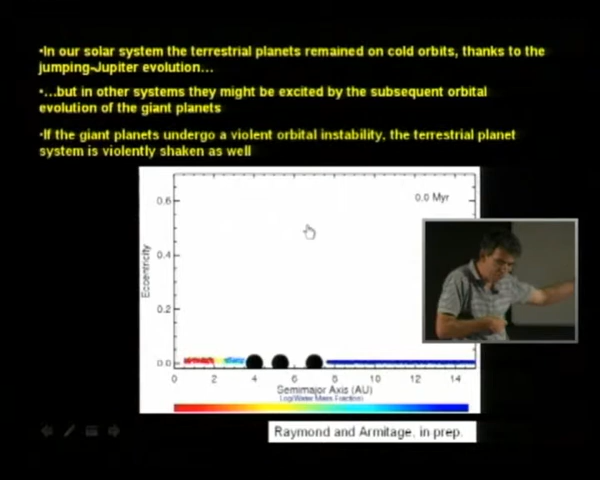 •In our solar system the terrestrial planets remained on cold orbits, thanks to the
jumping-Jupiter evolution…
•…but in other systems they might be excited by the subsequent orbital
evolution of the giant planets
•If the giant planets undergo a violent orbital instability, the terrestrial planet
system is violently shaken as well
0.0 Myr
0.6
0.4
0.2
0.0
Eccentricity
0 2 4 6 8 10 12 14
Semimajor Axis (AU)
Log(Water Mass Fraction)
Raymond and Armitage, in prep.